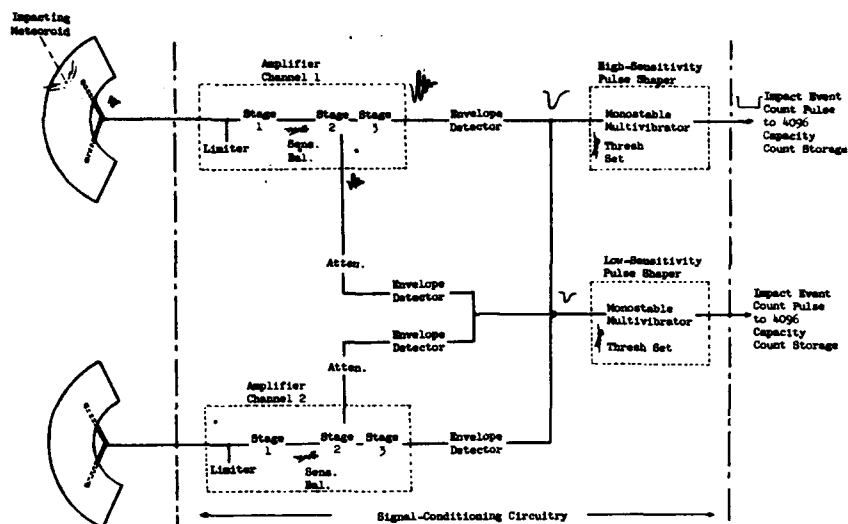 Impacting
Meteoroid
Amplifier
Channel 1
Limiter
Stage
1
Sens.
Bal.
Stage
2
Stage
3
Envelope
Detector
High-Sensitivity
Pulse Shaper
Monostable
Multivibrator
Thresh
Set
Impact Event
Count Pulse
to 4096
Capacity
Count Storage
Atten.
Envelope
Detector
Envelope
Detector
Atten.
Low-Sensitivity
Pulse Shaper
Monostable
Multivibrator
Thresh Set
Impact Event
Count Pulse
to 4096
Capacity
Count Storage
Amplifier
Channel 2
Limiter
Stage
1
Sens.
Bal.
Stage
2
Stage
3
Envelope
Detector
Signal-Conditioning Circuitry